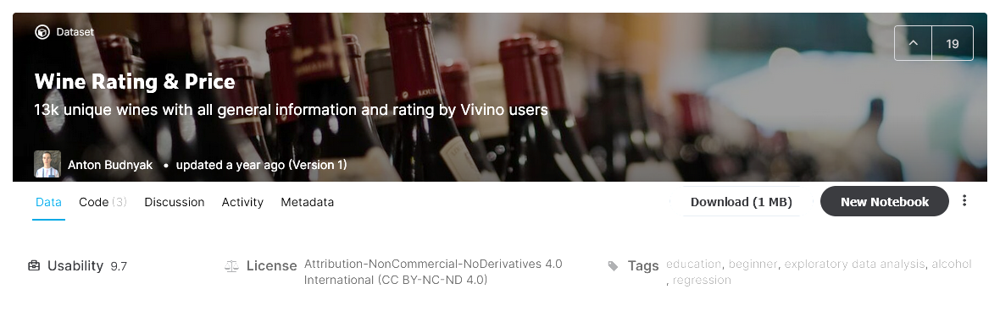 Dataset
19
Wine Rating & Price
13k unique wines with all general information and rating by Vivino users
LOUIS
Anton Budnyak • updated a year ago (Version 1)
Data Code (3) Discussion Activity Metadata Download (1 MB) New Notebook
Usability 9.7 License Attribution-NonCommercial-NoDerivatives 4.0 Tags education, beginner, exploratory data analysis, alcohol
International (CC BY-NC-ND 4.0) , regression